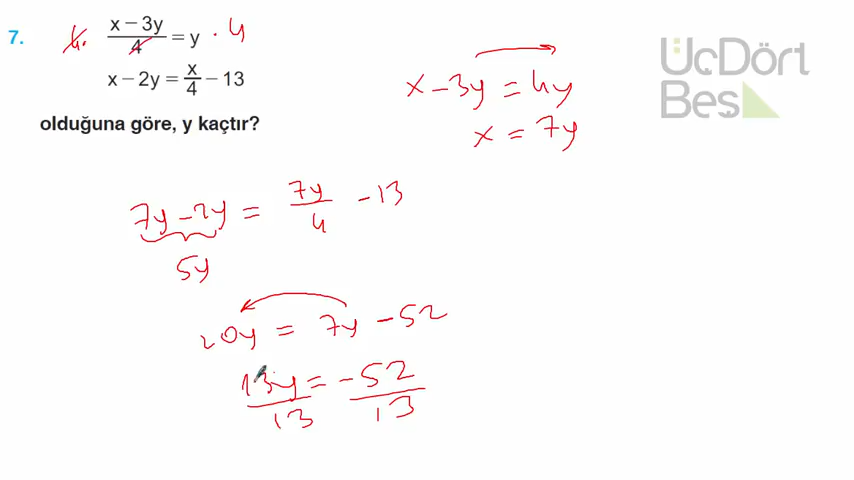 7. 4. x − 3y / 4 = y · 4
x − 2y = x/4 − 13
olduğuna göre, y kaçtır?
ÜçDört
Beş
x − 3y = 4y
x = 7y
7y − 2y = 7y/4 − 13
5y
20y = 7y − 52
13y/13 = −52/13